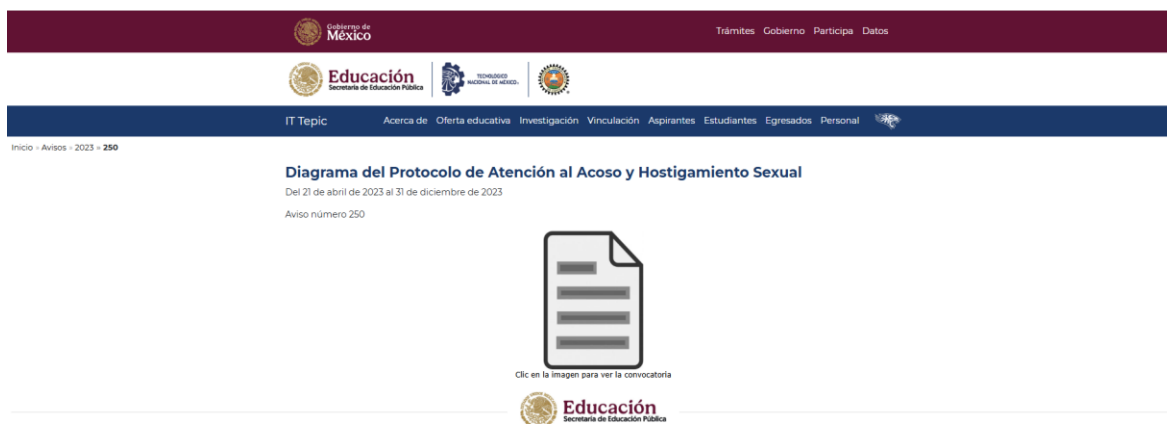 Gobierno de
México
Trámites Gobierno Participa Datos
Educación
Secretaría de Educación Pública
TECNOLÓGICO
NACIONAL DE MÉXICO®
IT Tepic Acerca de Oferta educativa Investigación Vinculación Aspirantes Estudiantes Egresados Personal
Inicio » Avisos » 2023 » 250
Diagrama del Protocolo de Atención al Acoso y Hostigamiento Sexual
Del 21 de abril de 2023 al 31 de diciembre de 2023
Aviso número 250
Clic en la imagen para ver la convocatoria
Educación
Secretaría de Educación Pública